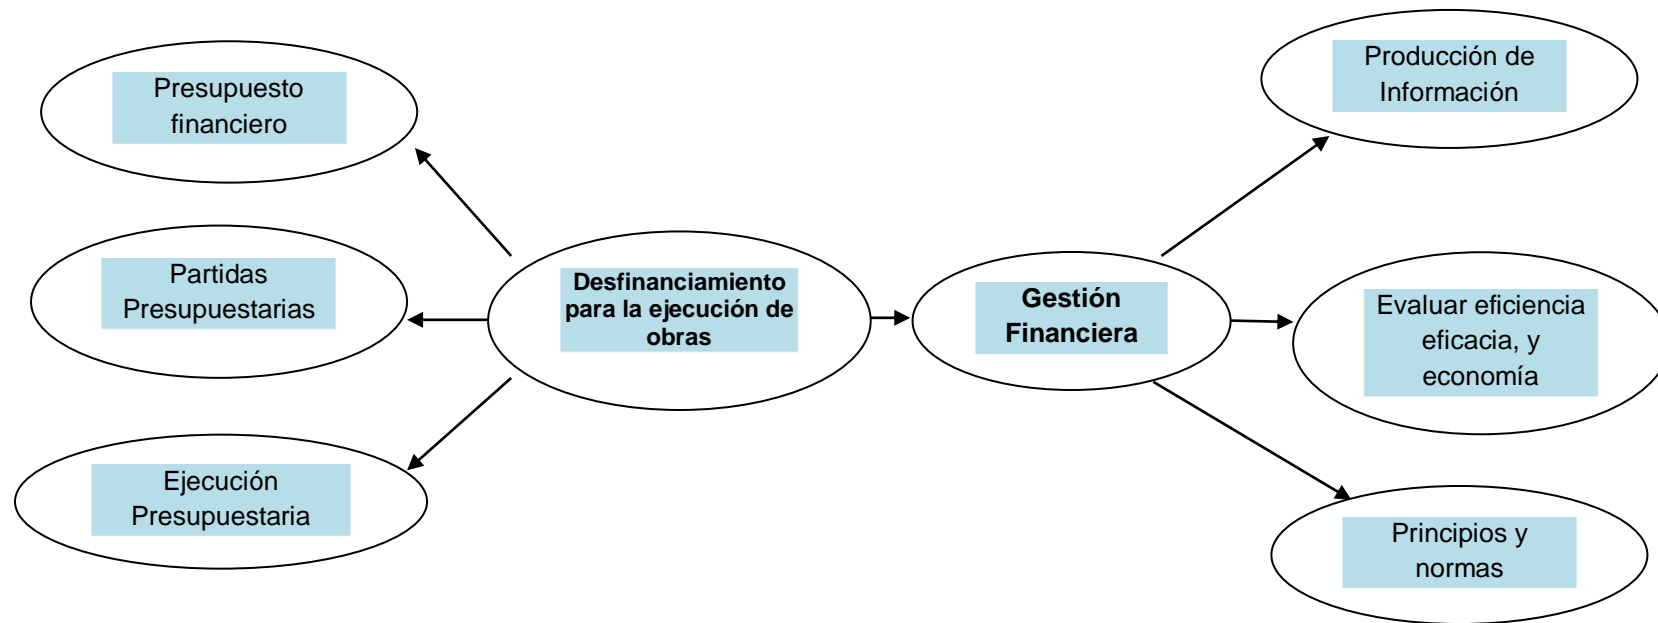 Presupuesto
financiero
Partidas
Presupuestarias
Ejecución
Presupuestaria
Desfinanciamiento
para la ejecución de
obras
Gestión
Financiera
Producción de
Información
Evaluar eficiencia
eficacia, y
economía
Principios y
normas